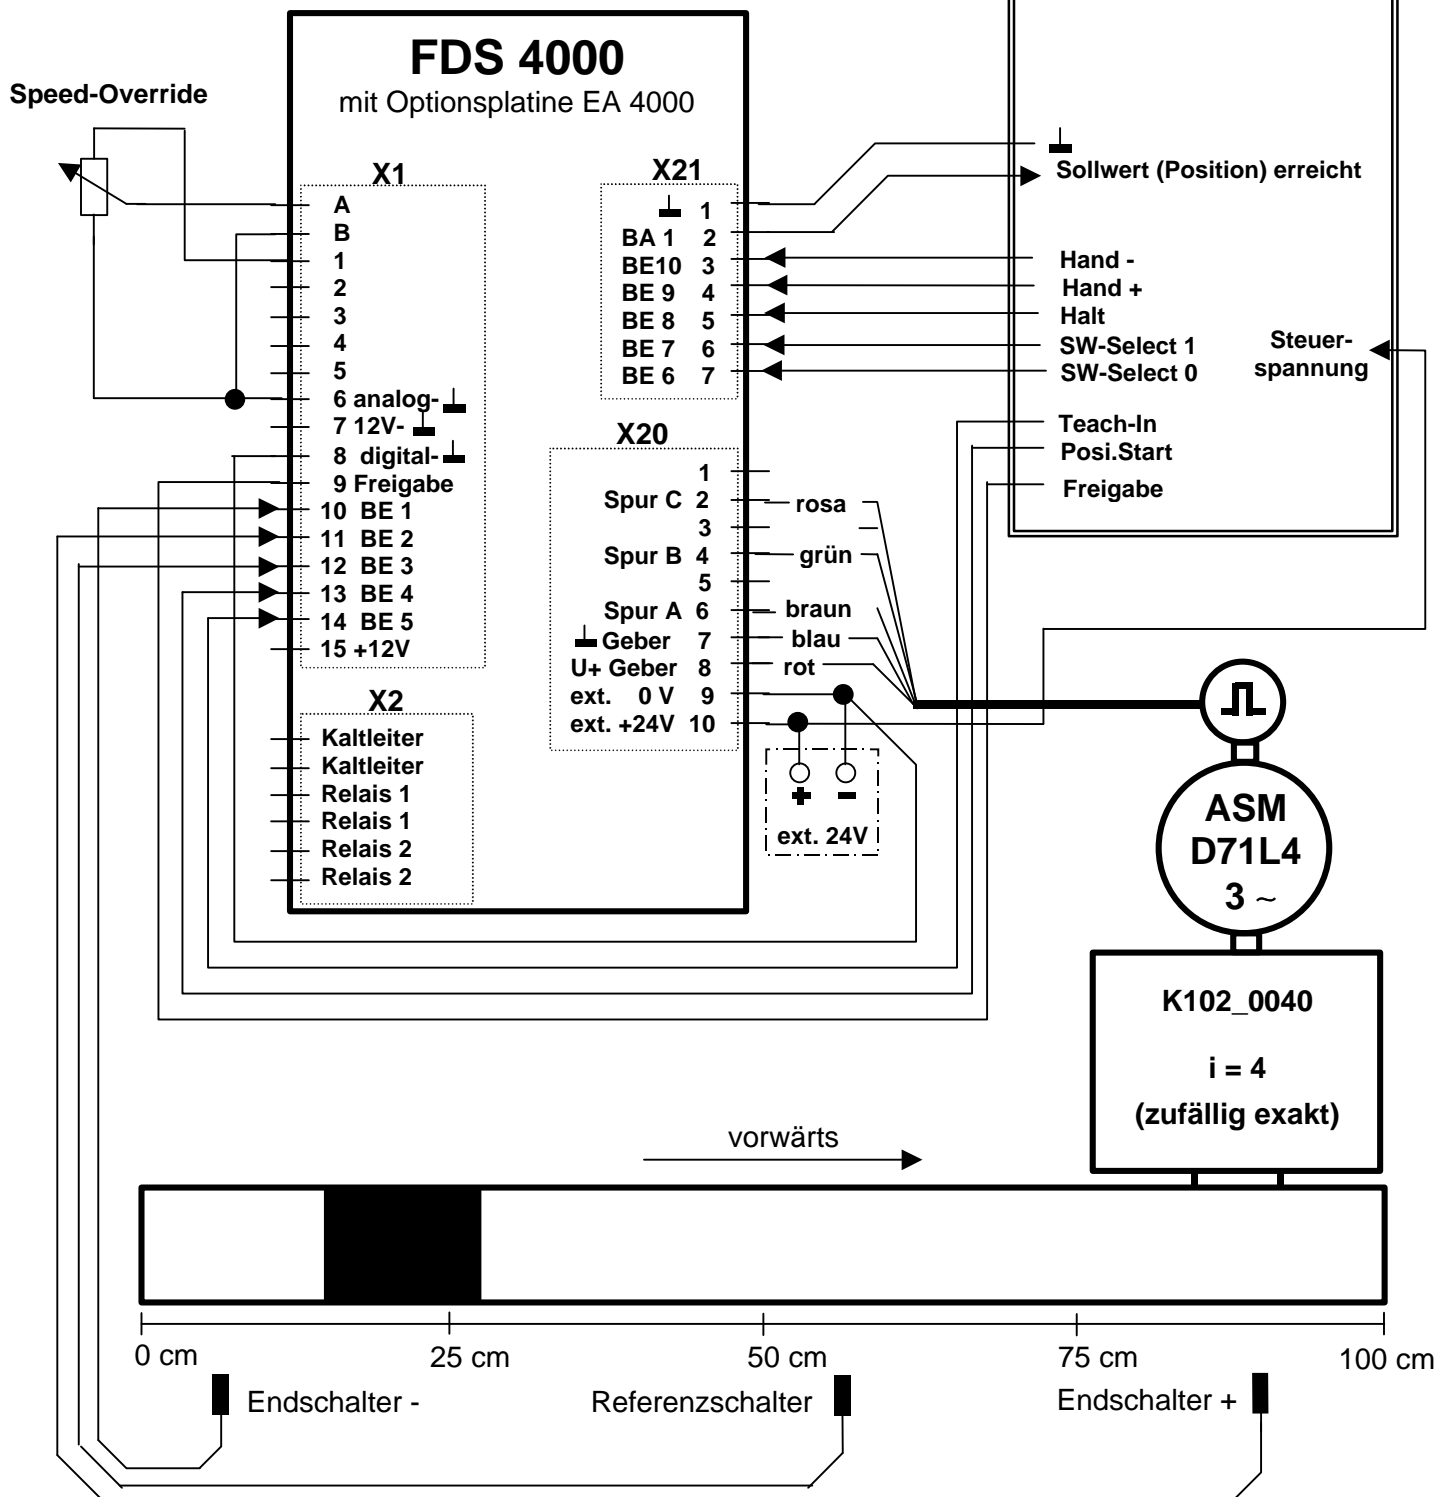 FDS 4000
mit Optionsplatine EA 4000
Speed-Override
X1
A
B
1
2
3
4
5
6 analog-
7 12V-
8 digital-
9 Freigabe
10 BE 1
11 BE 2
12 BE 3
13 BE 4
14 BE 5
15 +12V
X2
Kaltleiter
Kaltleiter
Relais 1
Relais 1
Relais 2
Relais 2
X21
1
BA 1 2
BE10 3
BE 9 4
BE 8 5
BE 7 6
BE 6 7
X20
1
Spur C 2 rosa
3
Spur B 4 grün
5
Spur A 6 braun
Geber 7 blau
U+ Geber 8 rot
ext. 0 V 9
ext. +24V 10
+ −
ext. 24V
Sollwert (Position) erreicht
Hand -
Hand +
Halt
SW-Select 1
SW-Select 0
Steuer-
spannung
Teach-In
Posi.Start
Freigabe
ASM
D71L4
3 ~
K102_0040
i = 4
(zufällig exakt)
vorwärts
0 cm 25 cm 50 cm 75 cm 100 cm
Endschalter - Referenzschalter Endschalter +